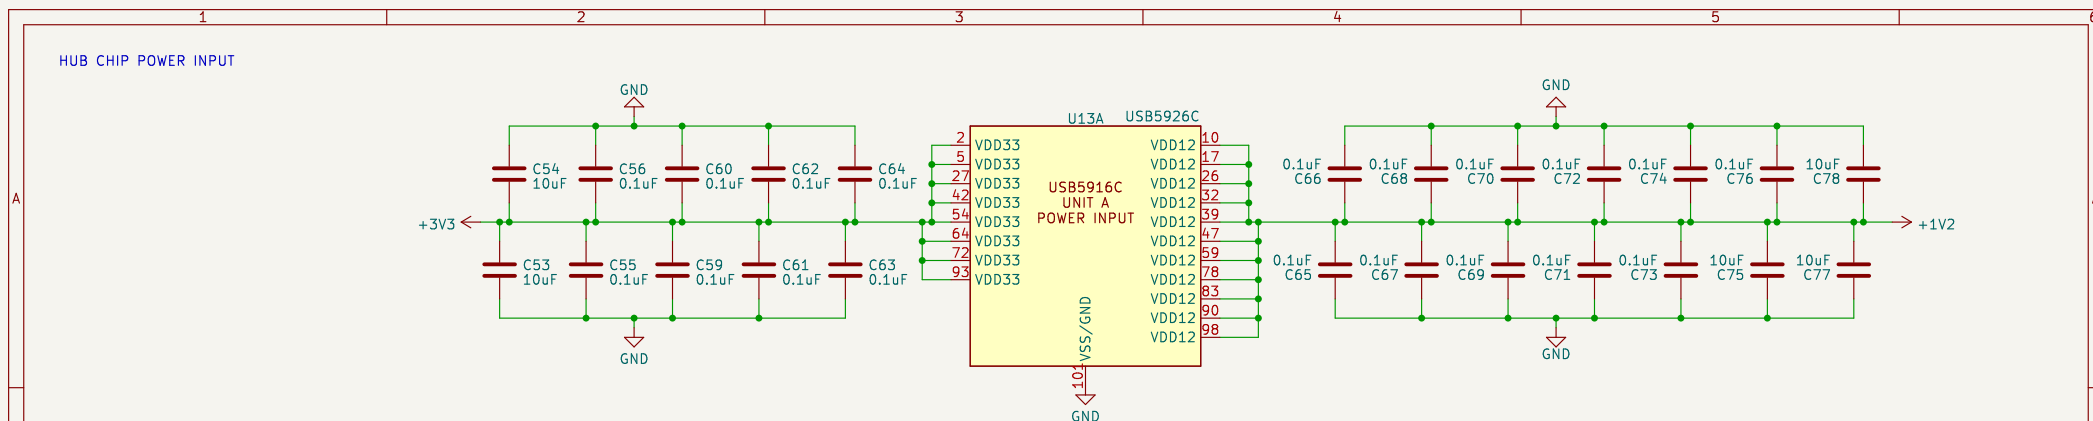 1 2 3 4 5 6
A
HUB CHIP POWER INPUT
GND
C54
10uF
C56
0.1uF
C60
0.1uF
C62
0.1uF
C64
0.1uF
+3V3
C53
10uF
C55
0.1uF
C59
0.1uF
C61
0.1uF
C63
0.1uF
GND
U13A
USB5926C
2 VDD33
5 VDD33
27 VDD33
42 VDD33
54 VDD33
64 VDD33
72 VDD33
93 VDD33
USB5916C
UNIT A
POWER INPUT
VDD12 10
VDD12 17
VDD12 26
VDD12 32
VDD12 39
VDD12 47
VDD12 59
VDD12 78
VDD12 83
VDD12 90
VDD12 98
VSS/GND
101
GND
GND
0.1uF
C66
0.1uF
C68
0.1uF
C70
0.1uF
C72
0.1uF
C74
0.1uF
C76
10uF
C78
+1V2
0.1uF
C65
0.1uF
C67
0.1uF
C69
0.1uF
C71
0.1uF
C73
10uF
C75
10uF
C77
GND